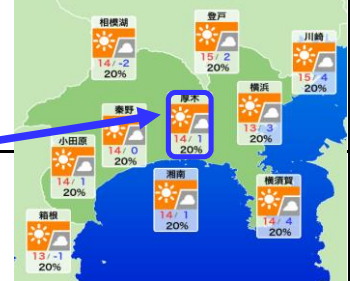 相模湖
14/ -2
20%
登戸
15/ 2
20%
川崎
15/ 4
20%
横浜
13/ 3
20%
厚木
14/ 1
20%
秦野
14/ 0
20%
小田原
14/ 1
20%
湘南
14/ 1
20%
横須賀
14/ 4
20%
箱根
13/ -1
20%